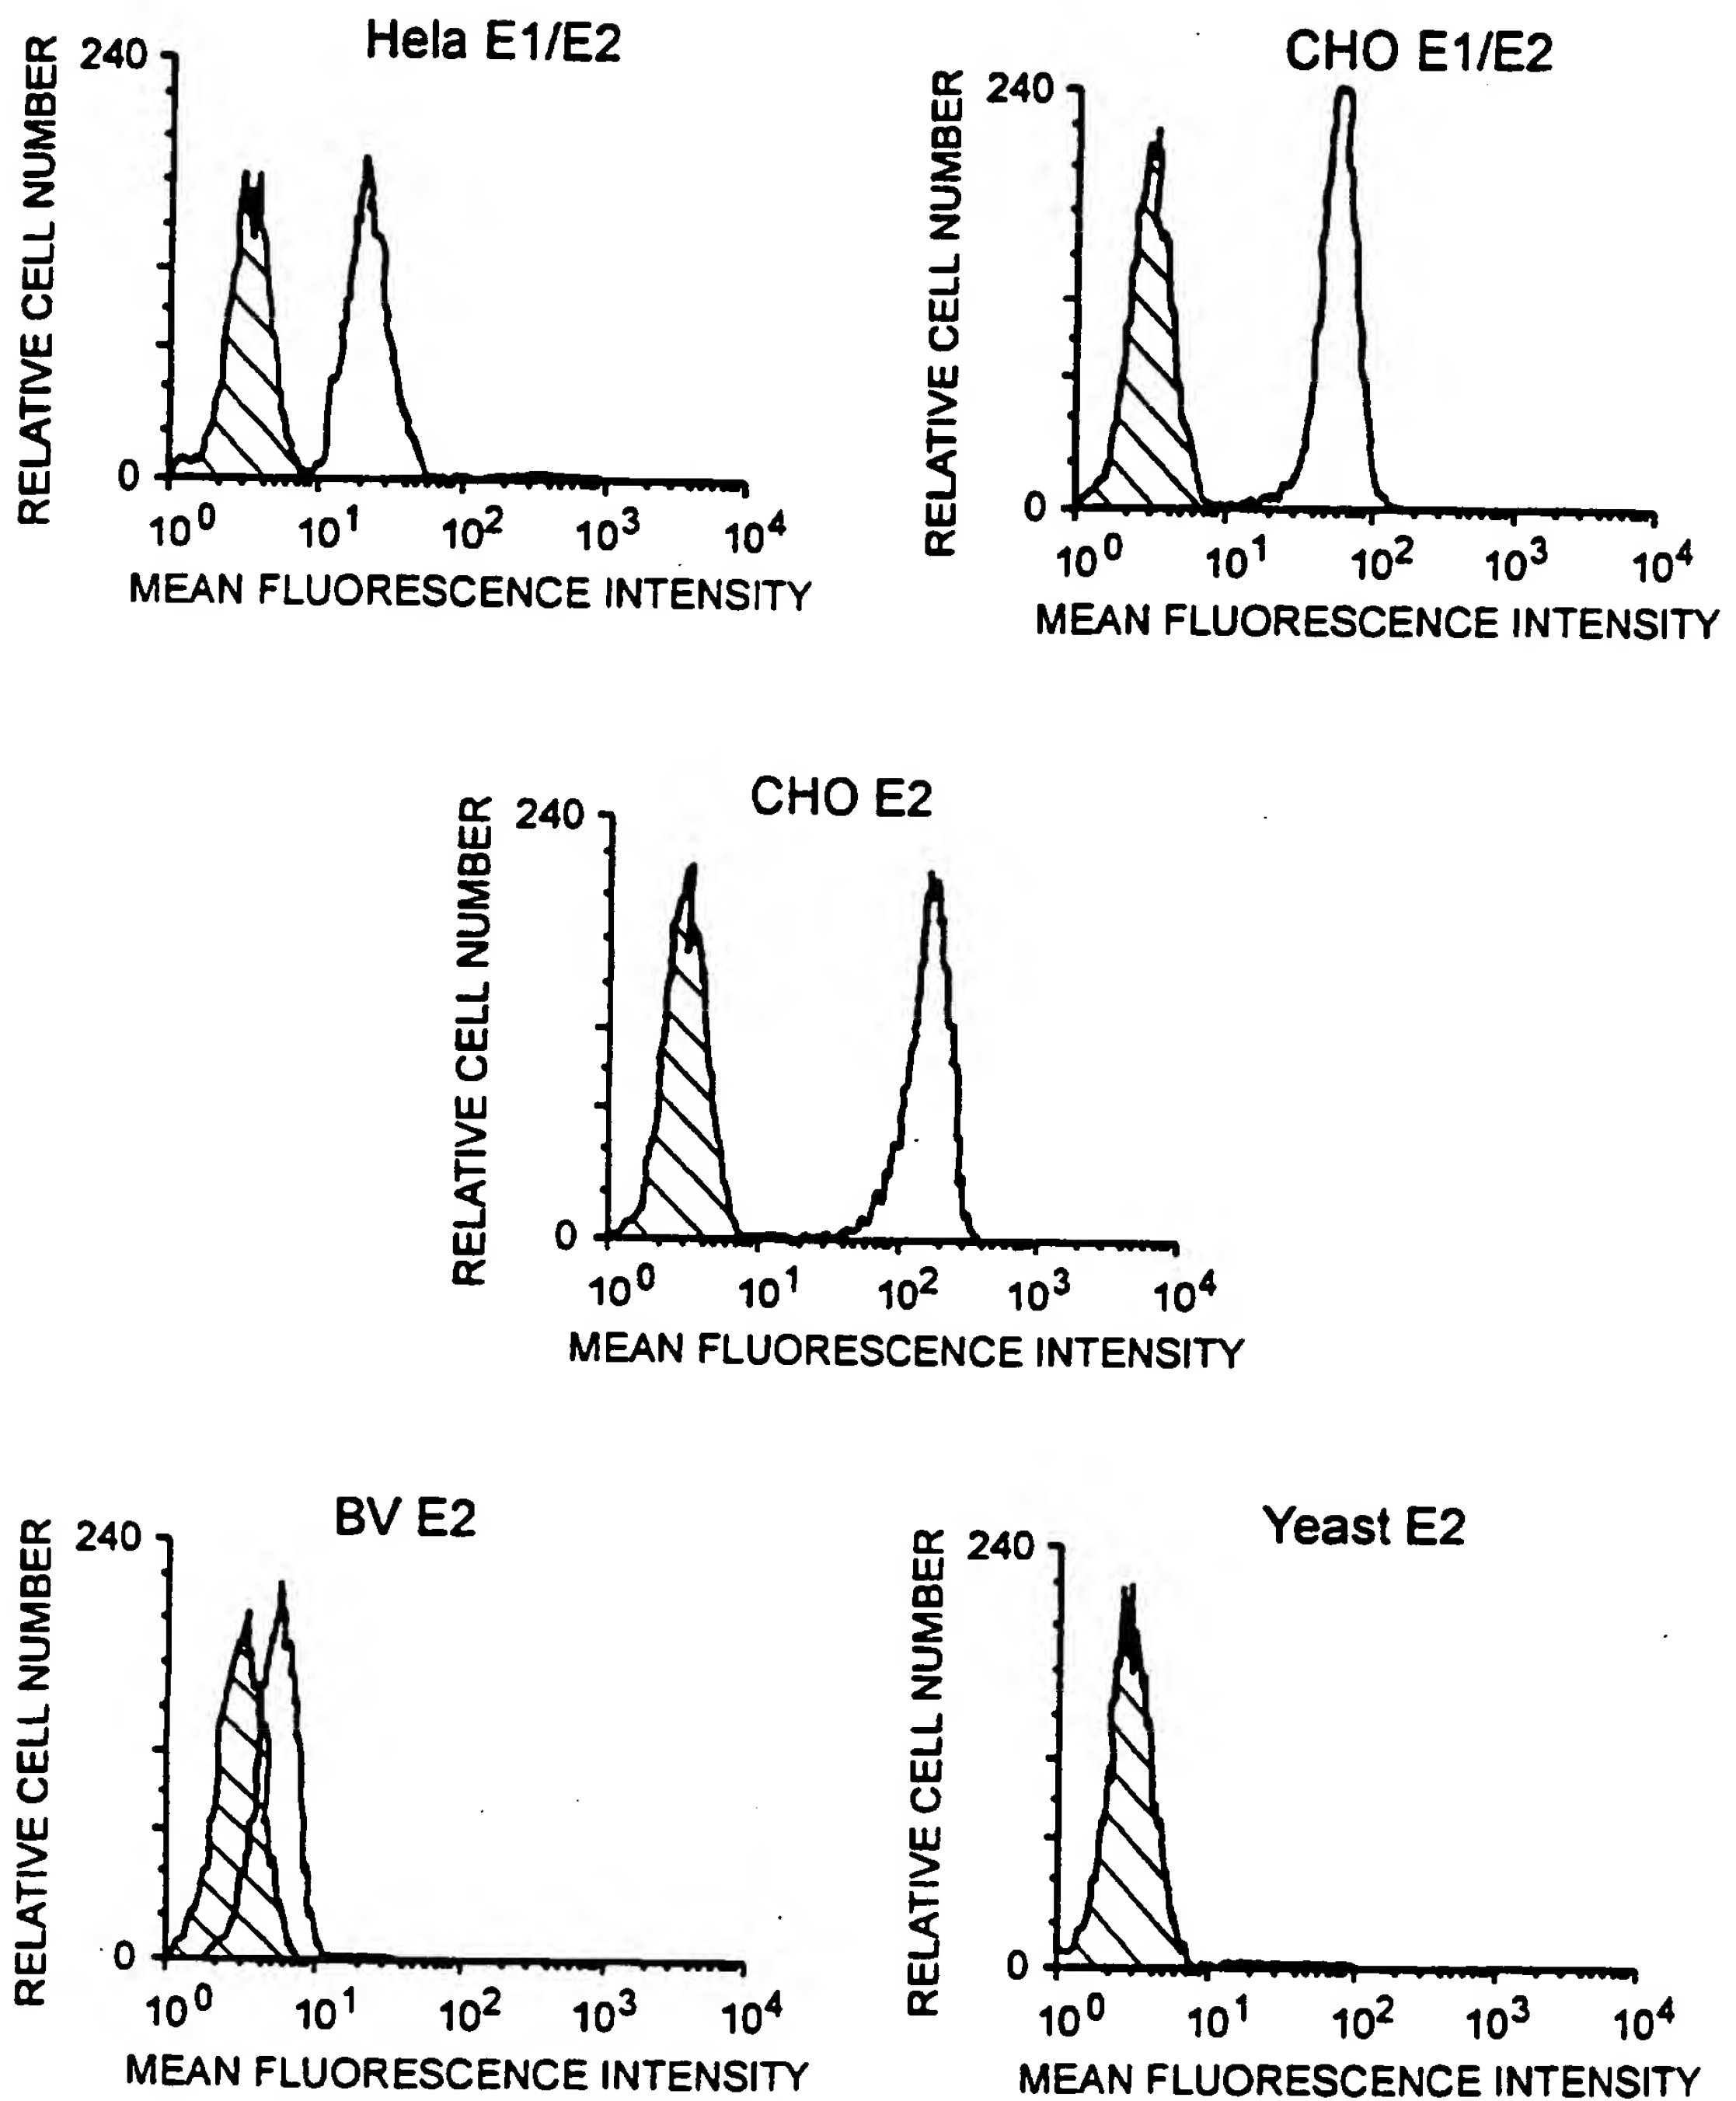 Hela E1/E2
RELATIVE CELL NUMBER
240
0
10^0 10^1 10^2 10^3 10^4
MEAN FLUORESCENCE INTENSITY
CHO E1/E2
RELATIVE CELL NUMBER
240
0
10^0 10^1 10^2 10^3 10^4
MEAN FLUORESCENCE INTENSITY
CHO E2
RELATIVE CELL NUMBER
240
0
10^0 10^1 10^2 10^3 10^4
MEAN FLUORESCENCE INTENSITY
BV E2
RELATIVE CELL NUMBER
240
0
10^0 10^1 10^2 10^3 10^4
MEAN FLUORESCENCE INTENSITY
Yeast E2
RELATIVE CELL NUMBER
240
0
10^0 10^1 10^2 10^3 10^4
MEAN FLUORESCENCE INTENSITY